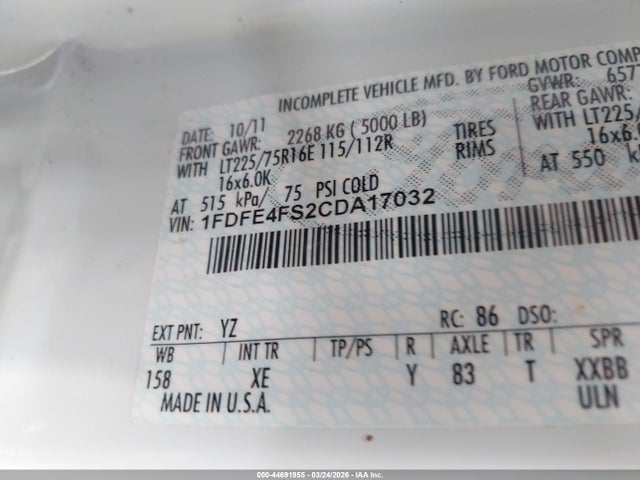 INCOMPLETE VEHICLE MFD. BY FORD MOTOR COMP
DATE: 10/11 GVWR: 657
FRONT GAWR: 2268 KG ( 5000 LB) REAR GAWR:
WITH LT225/75R16E 115/112R TIRES WITH LT225/
16x6.0K RIMS 16x6.
AT 515 kPa/ 75 PSI COLD AT 550 k
VIN: 1FDFE4FS2CDA17032
EXT PNT: YZ RC: 86 DSO:
WB INT TR TP/PS R AXLE TR SPR
158 XE Y 83 T XXBB
MADE IN U.S.A. ULN
000-44691955 - 03/24/2026 - IAA Inc.